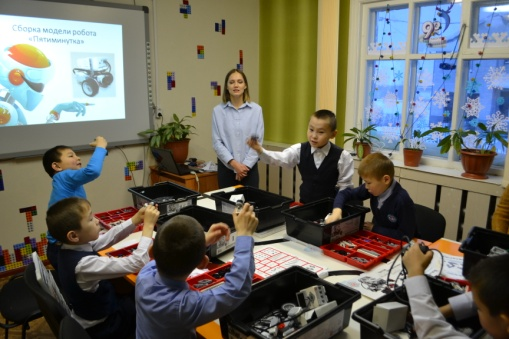 Сборка модели робота
«Пятиминутка»